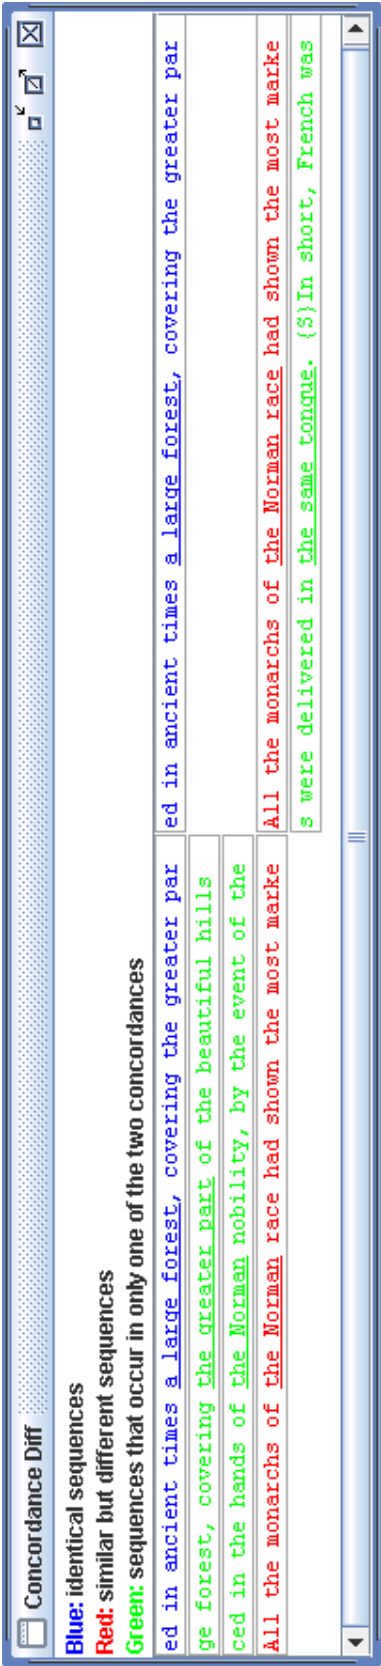 Concordance Diff
Blue: identical sequences
Red: similar but different sequences
Green: sequences that occur in only one of the two concordances
ed in ancient times a large forest, covering the greater par ed in ancient times a large forest, covering the greater par
ge forest, covering the greater part of the beautiful hills
ced in the hands of the Norman nobility, by the event of the
All the monarchs of the Norman race had shown the most marke All the monarchs of the Norman race had shown the most marke
s were delivered in the same tongue. {S}In short, French was